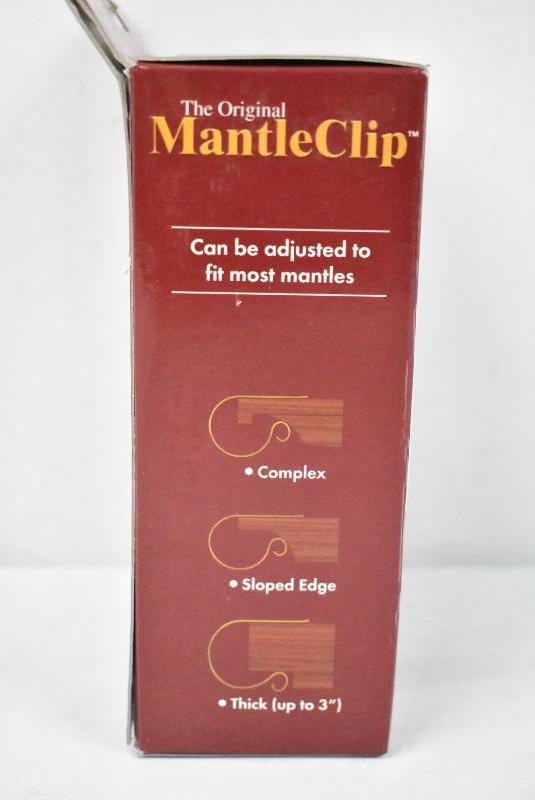 The Original
MantleClip™
Can be adjusted to
fit most mantles
• Complex
• Sloped Edge
• Thick (up to 3")